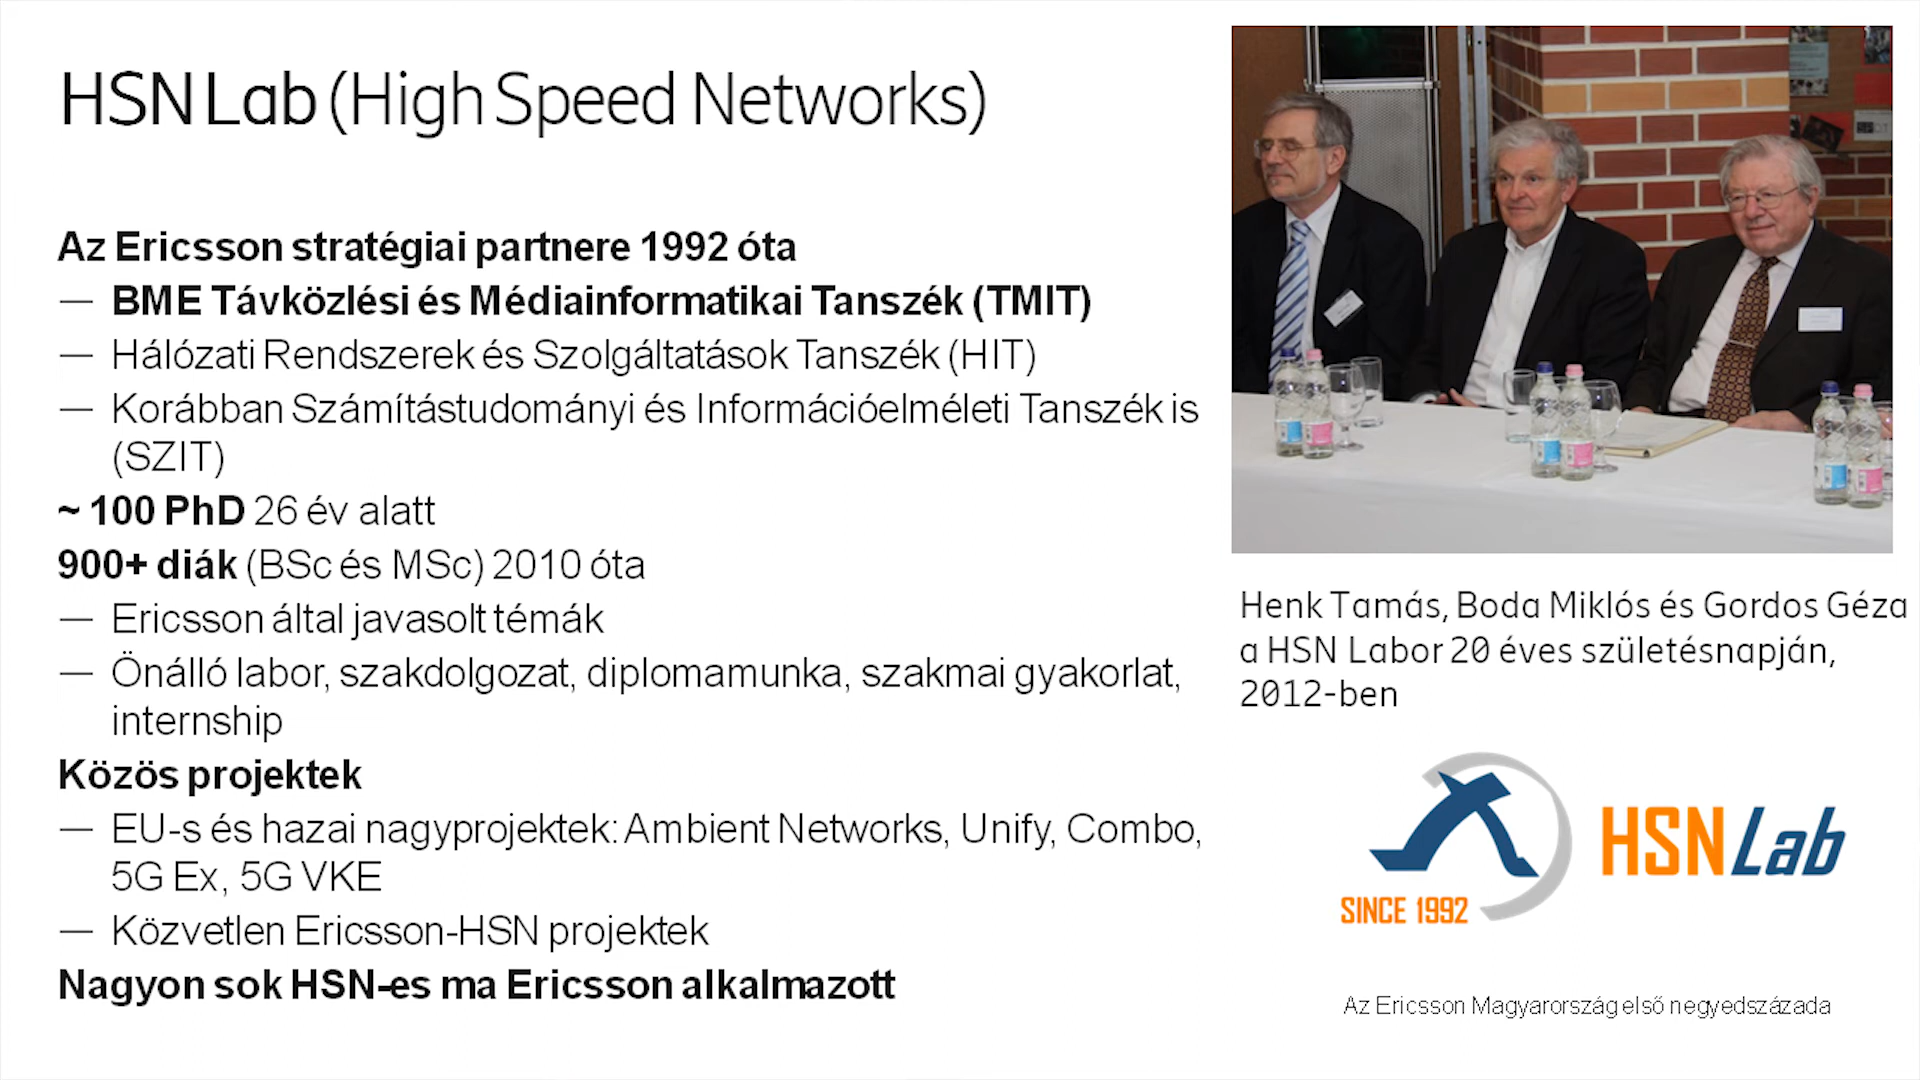 HSN Lab (High Speed Networks)
Az Ericsson stratégiai partnere 1992 óta
— BME Távközlési és Médiainformatikai Tanszék (TMIT)
— Hálózati Rendszerek és Szolgáltatások Tanszék (HIT)
— Korábban Számítástudományi és Információelméleti Tanszék is
(SZIT)
~ 100 PhD 26 év alatt
900+ diák (BSc és MSc) 2010 óta
— Ericsson által javasolt témák
— Önálló labor, szakdolgozat, diplomamunka, szakmai gyakorlat,
internship
Közös projektek
— EU-s és hazai nagyprojektek: Ambient Networks, Unify, Combo,
5G Ex, 5G VKE
— Közvetlen Ericsson-HSN projektek
Nagyon sok HSN-es ma Ericsson alkalmazott
Henk Tamás, Boda Miklós és Gordos Géza
a HSN Labor 20 éves születésnapján,
2012-ben
HSNLab
SINCE 1992
Az Ericsson Magyarország első negyedszázada